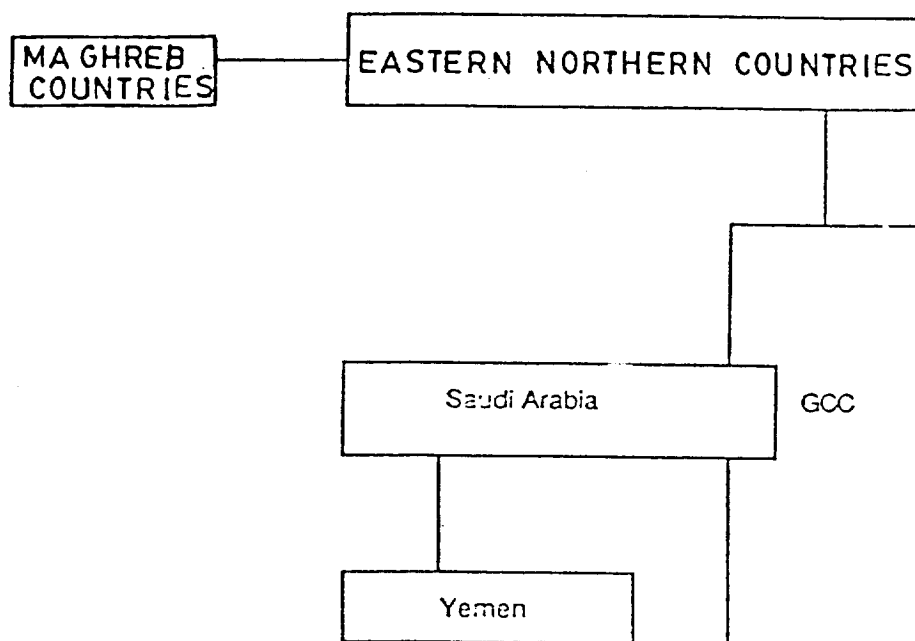 MAGHREB
COUNTRIES
EASTERN NORTHERN COUNTRIES
Saudi Arabia
GCC
Yemen